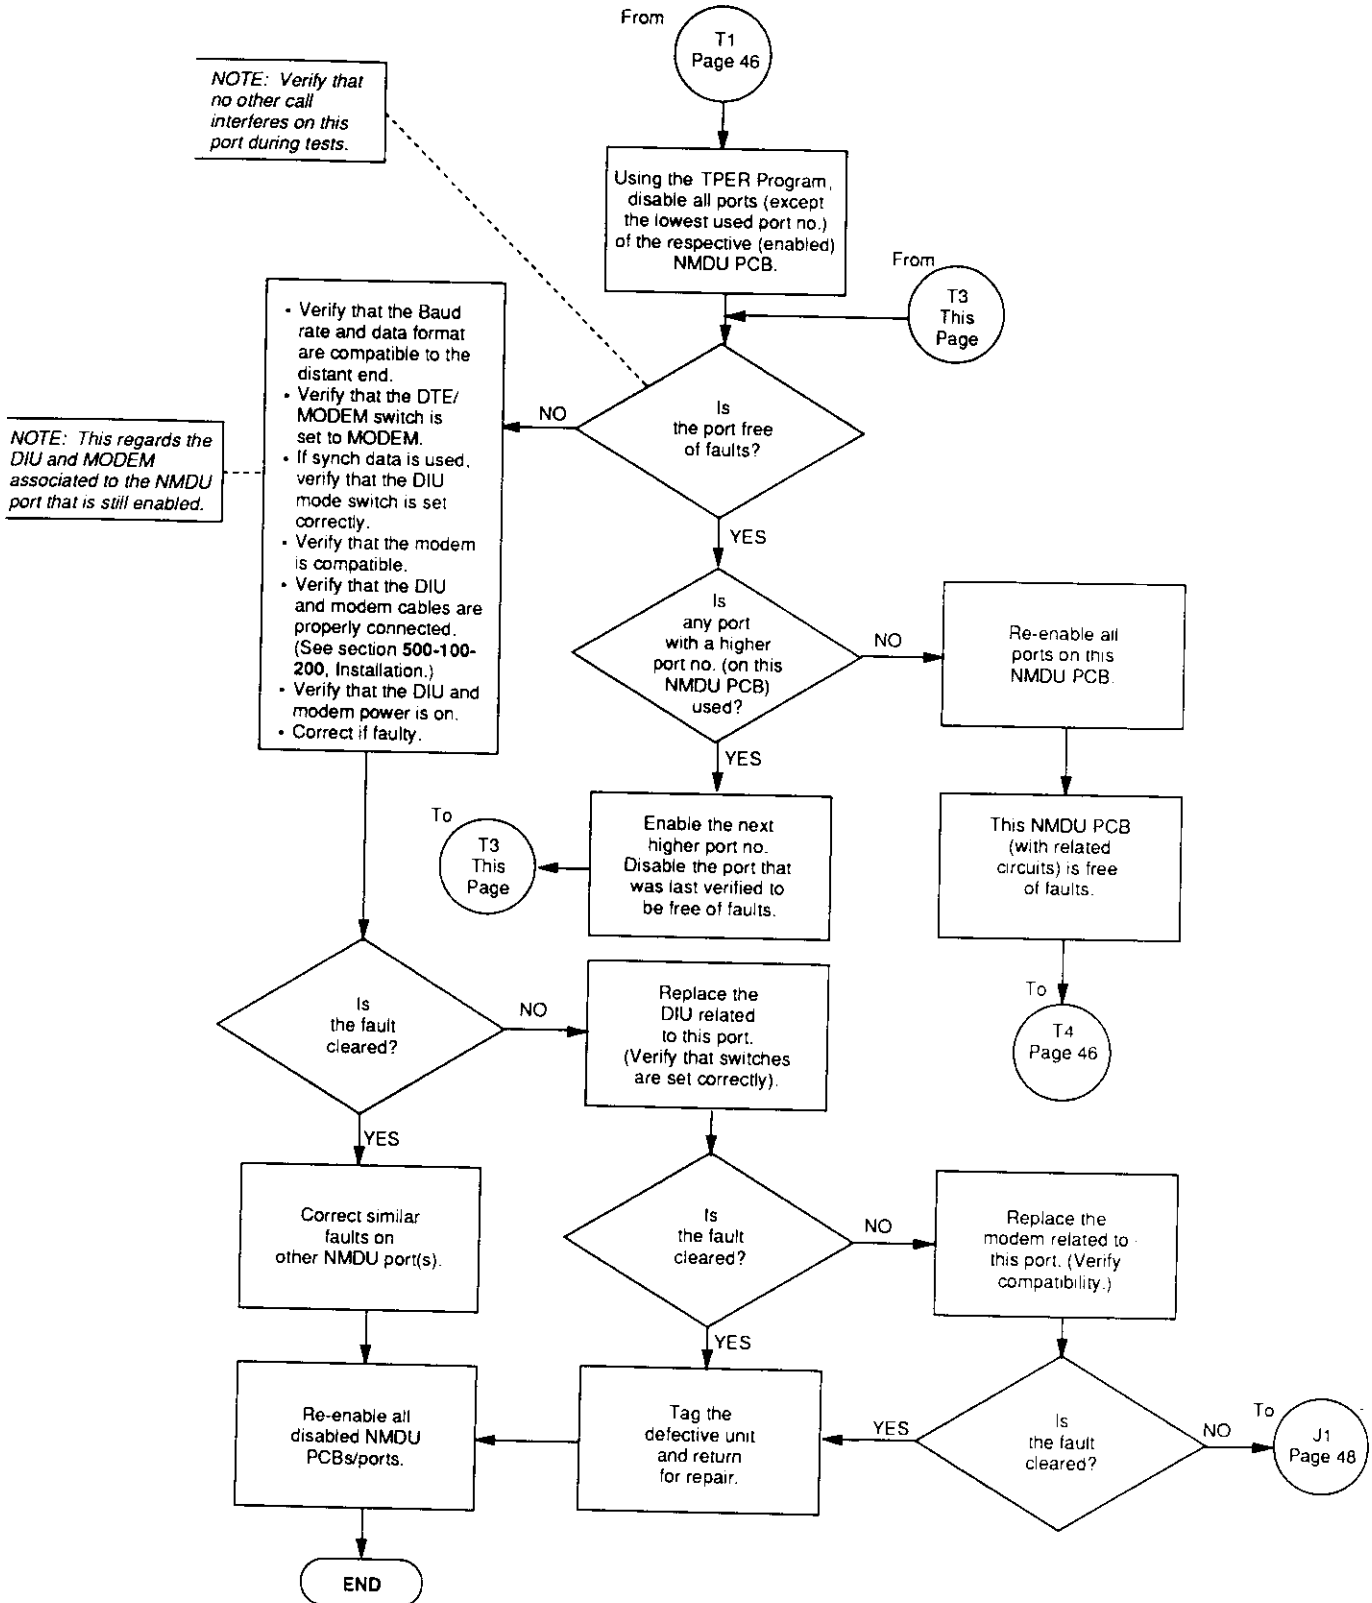 From
T1
Page 46
NOTE: Verify that
no other call
interferes on this
port during tests.
Using the TPER Program,
disable all ports (except
the lowest used port no.)
of the respective (enabled)
NMDU PCB.
From
T3
This
Page
• Verify that the Baud
rate and data format
are compatible to the
distant end.
• Verify that the DTE/
MODEM switch is
set to MODEM.
• If synch data is used,
verify that the DIU
mode switch is set
correctly.
• Verify that the modem
is compatible.
• Verify that the DIU
and modem cables are
properly connected.
(See section 500-100-
200, Installation.)
• Verify that the DIU and
modem power is on.
• Correct if faulty.
NOTE: This regards the
DIU and MODEM
associated to the NMDU
port that is still enabled.
NO
Is
the port free
of faults?
YES
Is
any port
with a higher
port no. (on this
NMDU PCB)
used?
NO
Re-enable all
ports on this
NMDU PCB.
YES
To
T3
This
Page
Enable the next
higher port no.
Disable the port that
was last verified to
be free of faults.
This NMDU PCB
(with related
circuits) is free
of faults.
To
T4
Page 46
Is
the fault
cleared?
NO
Replace the
DIU related
to this port.
(Verify that switches
are set correctly).
YES
Correct similar
faults on
other NMDU port(s).
Is
the fault
cleared?
NO
Replace the
modem related to
this port. (Verify
compatibility.)
YES
Re-enable all
disabled NMDU
PCBs/ports.
Tag the
defective unit
and return
for repair.
YES
Is
the fault
cleared?
NO
To
J1
Page 48
END